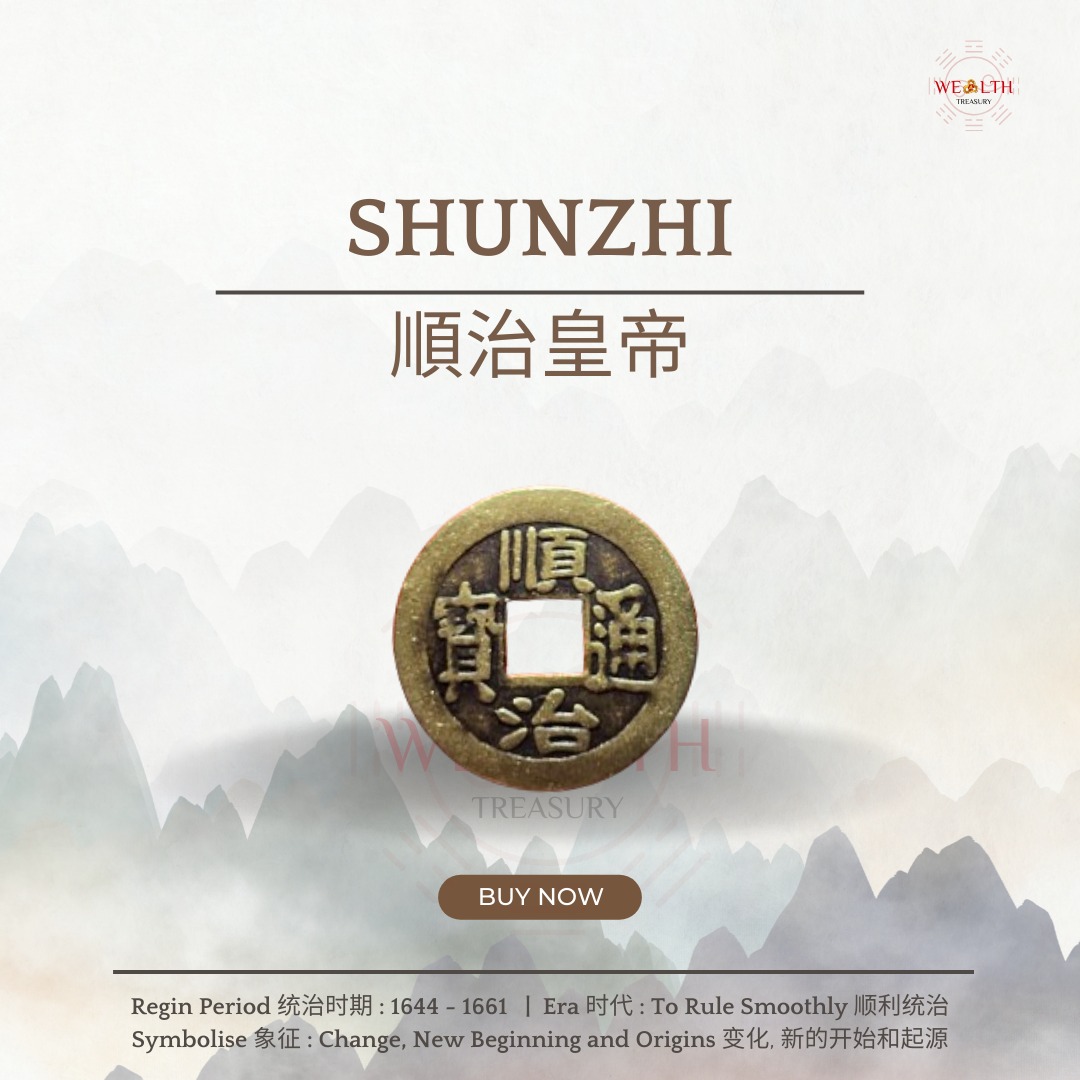 WEALTH
TREASURY
SHUNZHI
順治皇帝
順
寶 通
治
WEALTH
TREASURY
BUY NOW
Regin Period 统治时期 : 1644 - 1661 | Era 时代 : To Rule Smoothly 顺利统治
Symbolise 象征 : Change, New Beginning and Origins 变化, 新的开始和起源